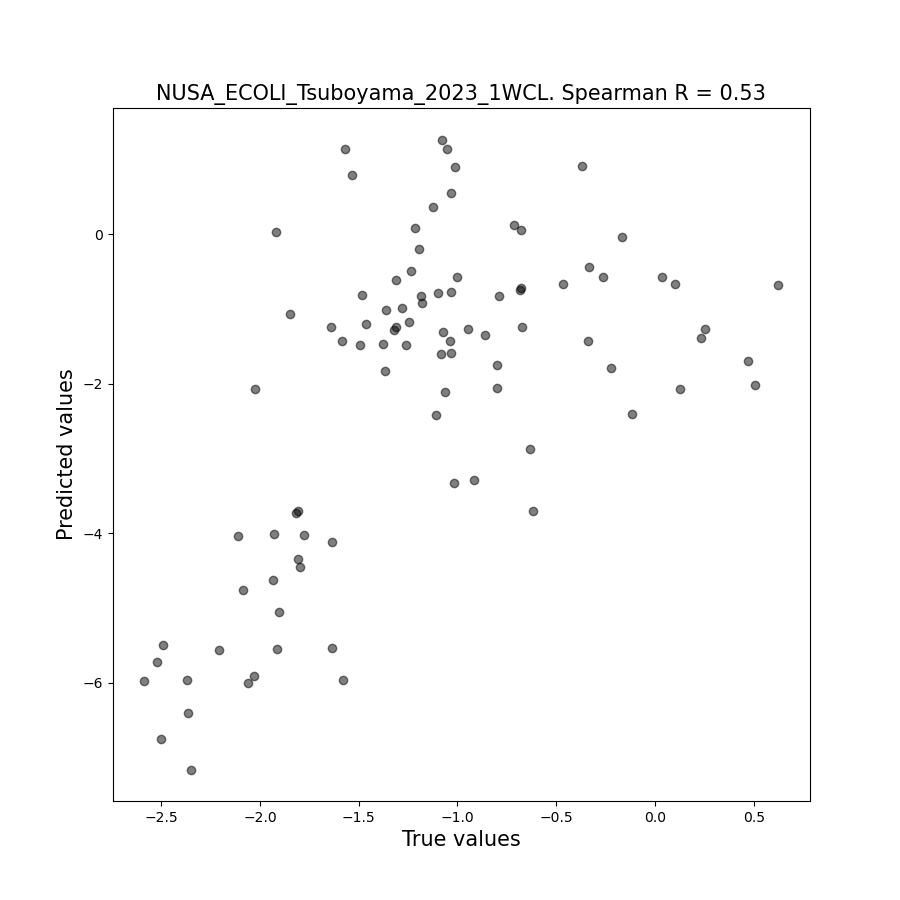 NUSA_ECOLI_Tsuboyama_2023_1WCL. Spearman R = 0.53
Predicted values
0
−2
−4
−6
−2.5 −2.0 −1.5 −1.0 −0.5 0.0 0.5
True values